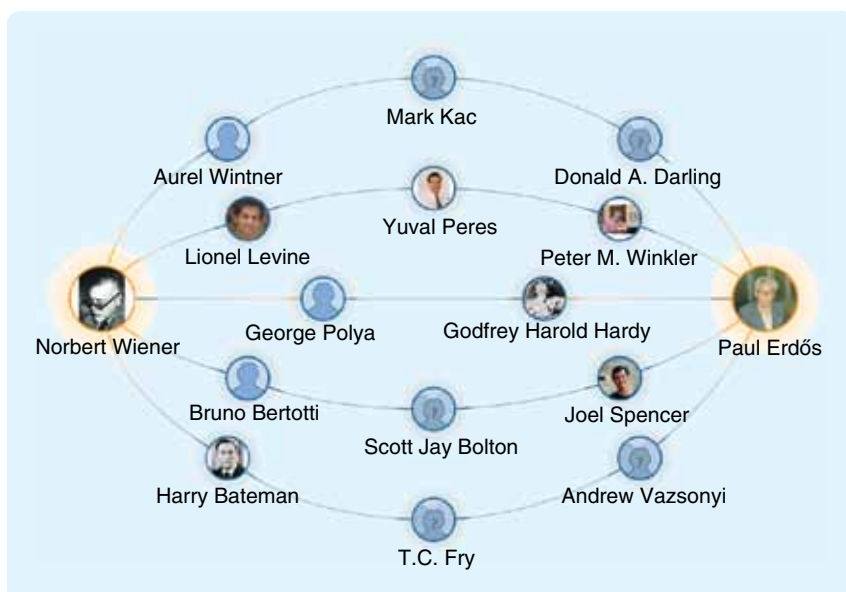 Mark Kac
Aurel Wintner
Donald A. Darling
Yuval Peres
Lionel Levine
Peter M. Winkler
George Polya
Godfrey Harold Hardy
Norbert Wiener
Paul Erdős
Bruno Bertotti
Joel Spencer
Scott Jay Bolton
Harry Bateman
Andrew Vazsonyi
T.C. Fry